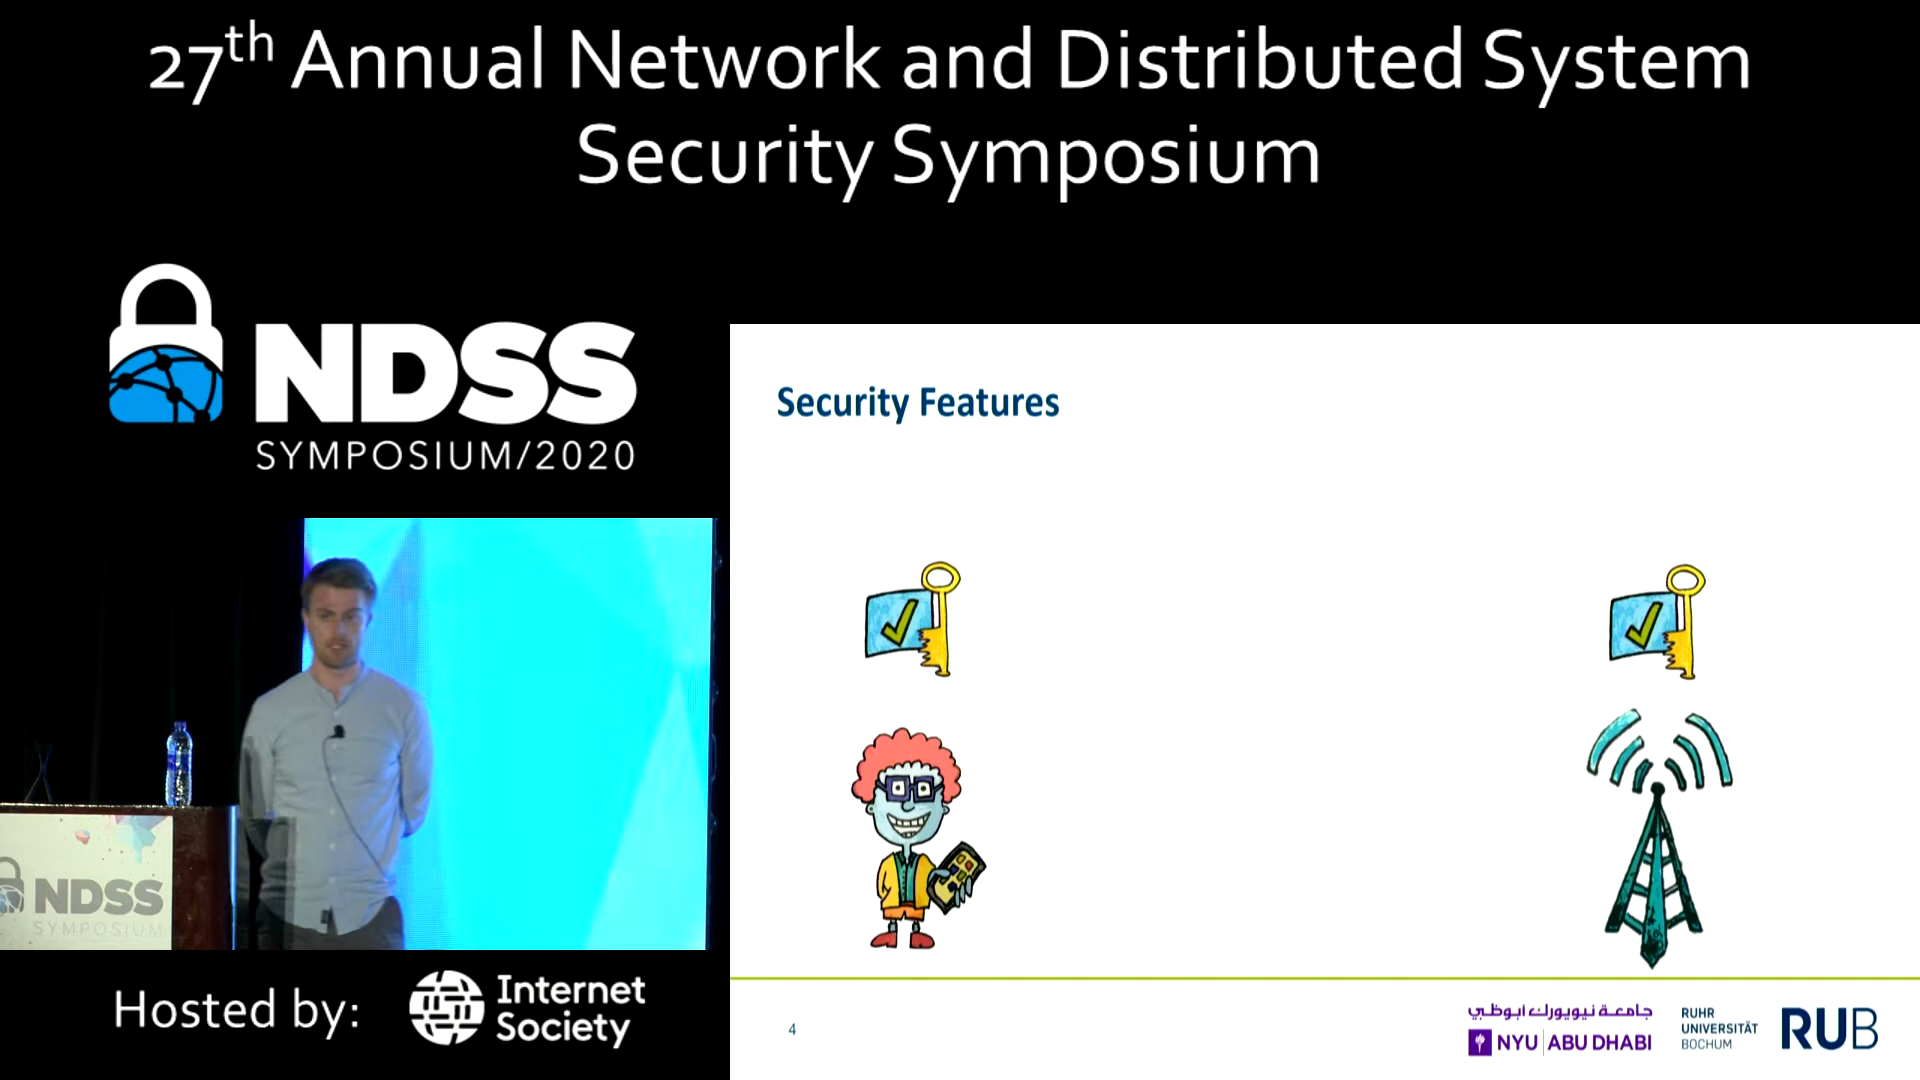 27th Annual Network and Distributed System
Security Symposium
NDSS
SYMPOSIUM/2020
Security Features
NDSS
SYMPOSIUM
Hosted by:
Internet
Society
4
جامعة نيويورك أبوظبي
NYU ABU DHABI
RUHR
UNIVERSITÄT
BOCHUM
RUB